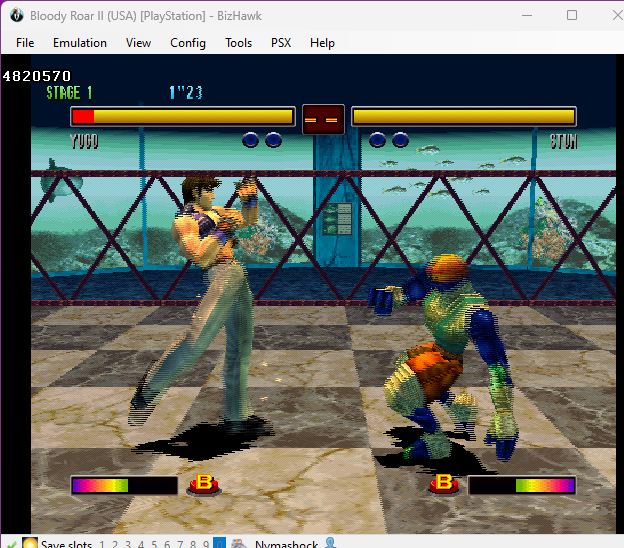 Bloody Roar II (USA) [PlayStation] - BizHawk
File Emulation View Config Tools PSX Help
4820570
STAGE 1 1"23
YUGO STUN
B B
Save slots 1 2 3 4 5 6 7 8 9 0 Nymashock